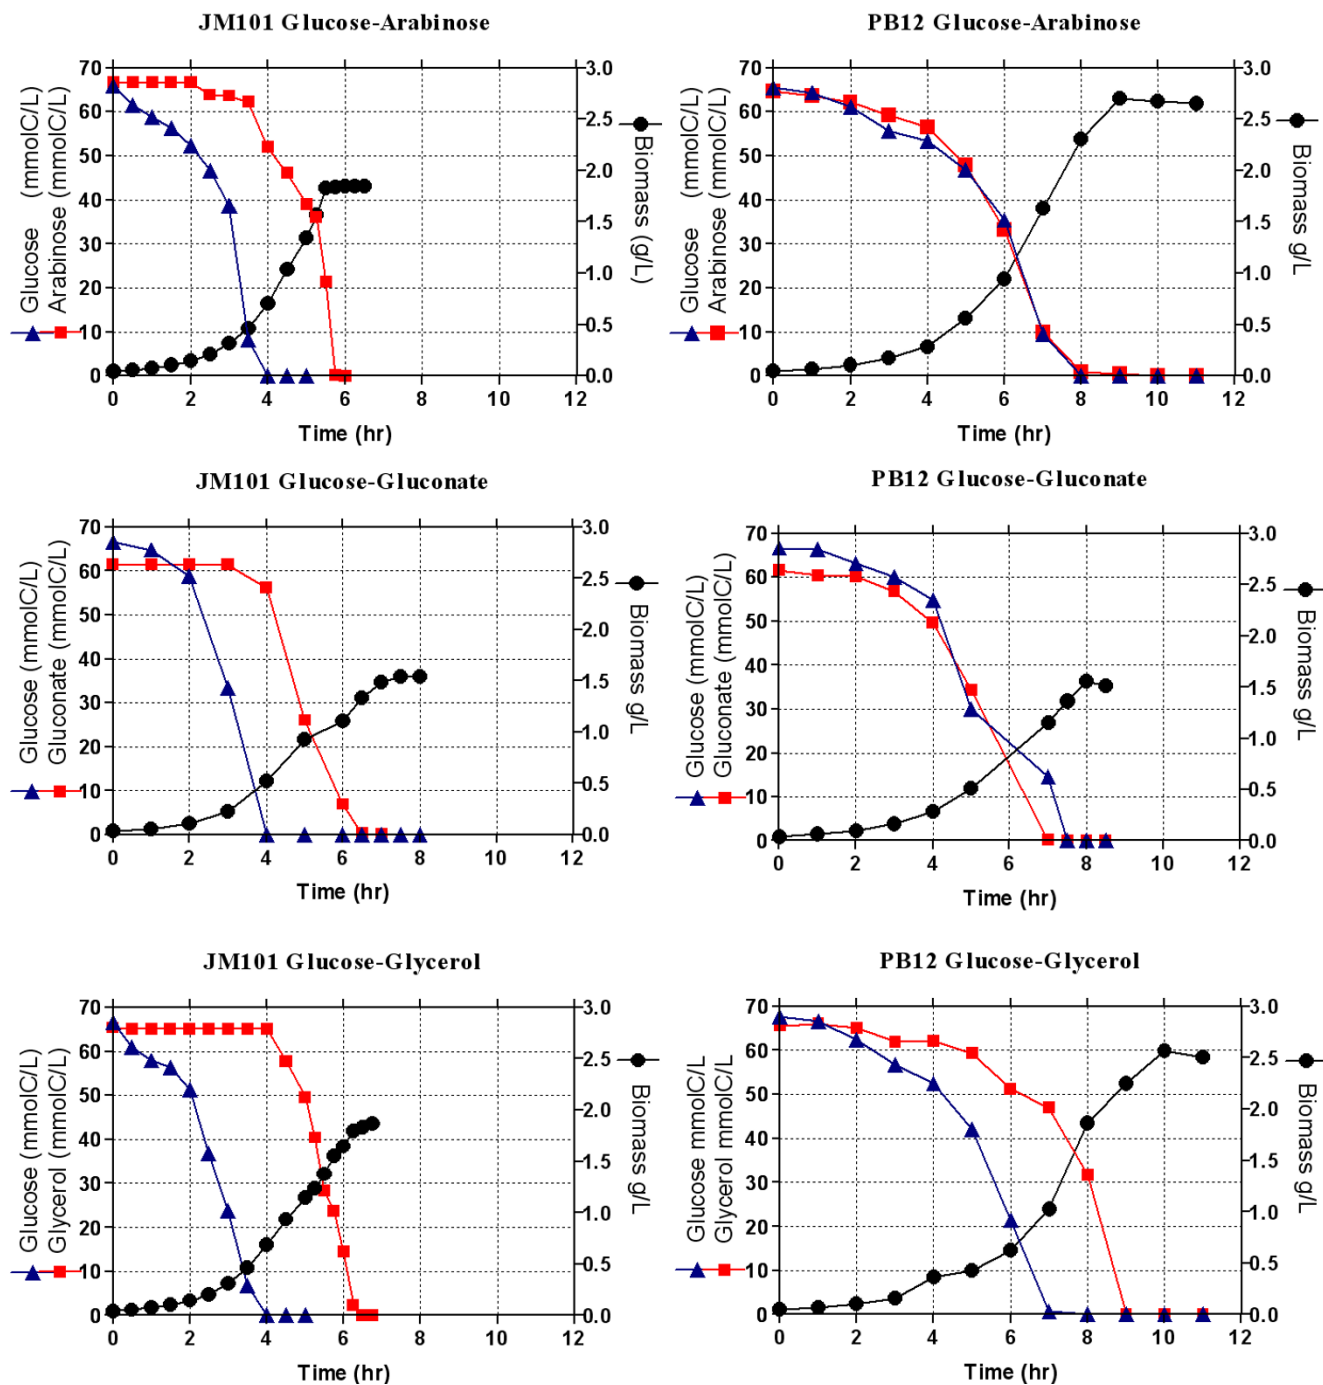 JM101 Glucose-Arabinose
Glucose (mmolC/L)
Arabinose (mmolC/L)
70
60
50
40
30
20
10
0
3.0
2.5
2.0
1.5
1.0
0.5
0.0
Biomass (g/L)
0 2 4 6 8 10 12
Time (hr)
PB12 Glucose-Arabinose
Glucose (mmolC/L)
Arabinose (mmolC/L)
70
60
50
40
30
20
10
0
3.0
2.5
2.0
1.5
1.0
0.5
0.0
Biomass g/L
0 2 4 6 8 10 12
Time (hr)
JM101 Glucose-Gluconate
Glucose (mmolC/L)
Gluconate (mmolC/L)
70
60
50
40
30
20
10
0
3.0
2.5
2.0
1.5
1.0
0.5
0.0
Biomass g/L
0 2 4 6 8 10 12
Time (hr)
PB12 Glucose-Gluconate
Glucose (mmolC/L)
Gluconate (mmolC/L)
70
60
50
40
30
20
10
0
3.0
2.5
2.0
1.5
1.0
0.5
0.0
Biomass g/L
0 2 4 6 8 10 12
Time (hr)
JM101 Glucose-Glycerol
Glucose (mmolC/L)
Glycerol (mmolC/L)
70
60
50
40
30
20
10
0
3.0
2.5
2.0
1.5
1.0
0.5
0.0
Biomass g/L
0 2 4 6 8 10 12
Time (hr)
PB12 Glucose-Glycerol
Glucose mmolC/L
Glycerol mmolC/L
70
60
50
40
30
20
10
0
3.0
2.5
2.0
1.5
1.0
0.5
0.0
Biomass g/L
0 2 4 6 8 10 12
Time (hr)